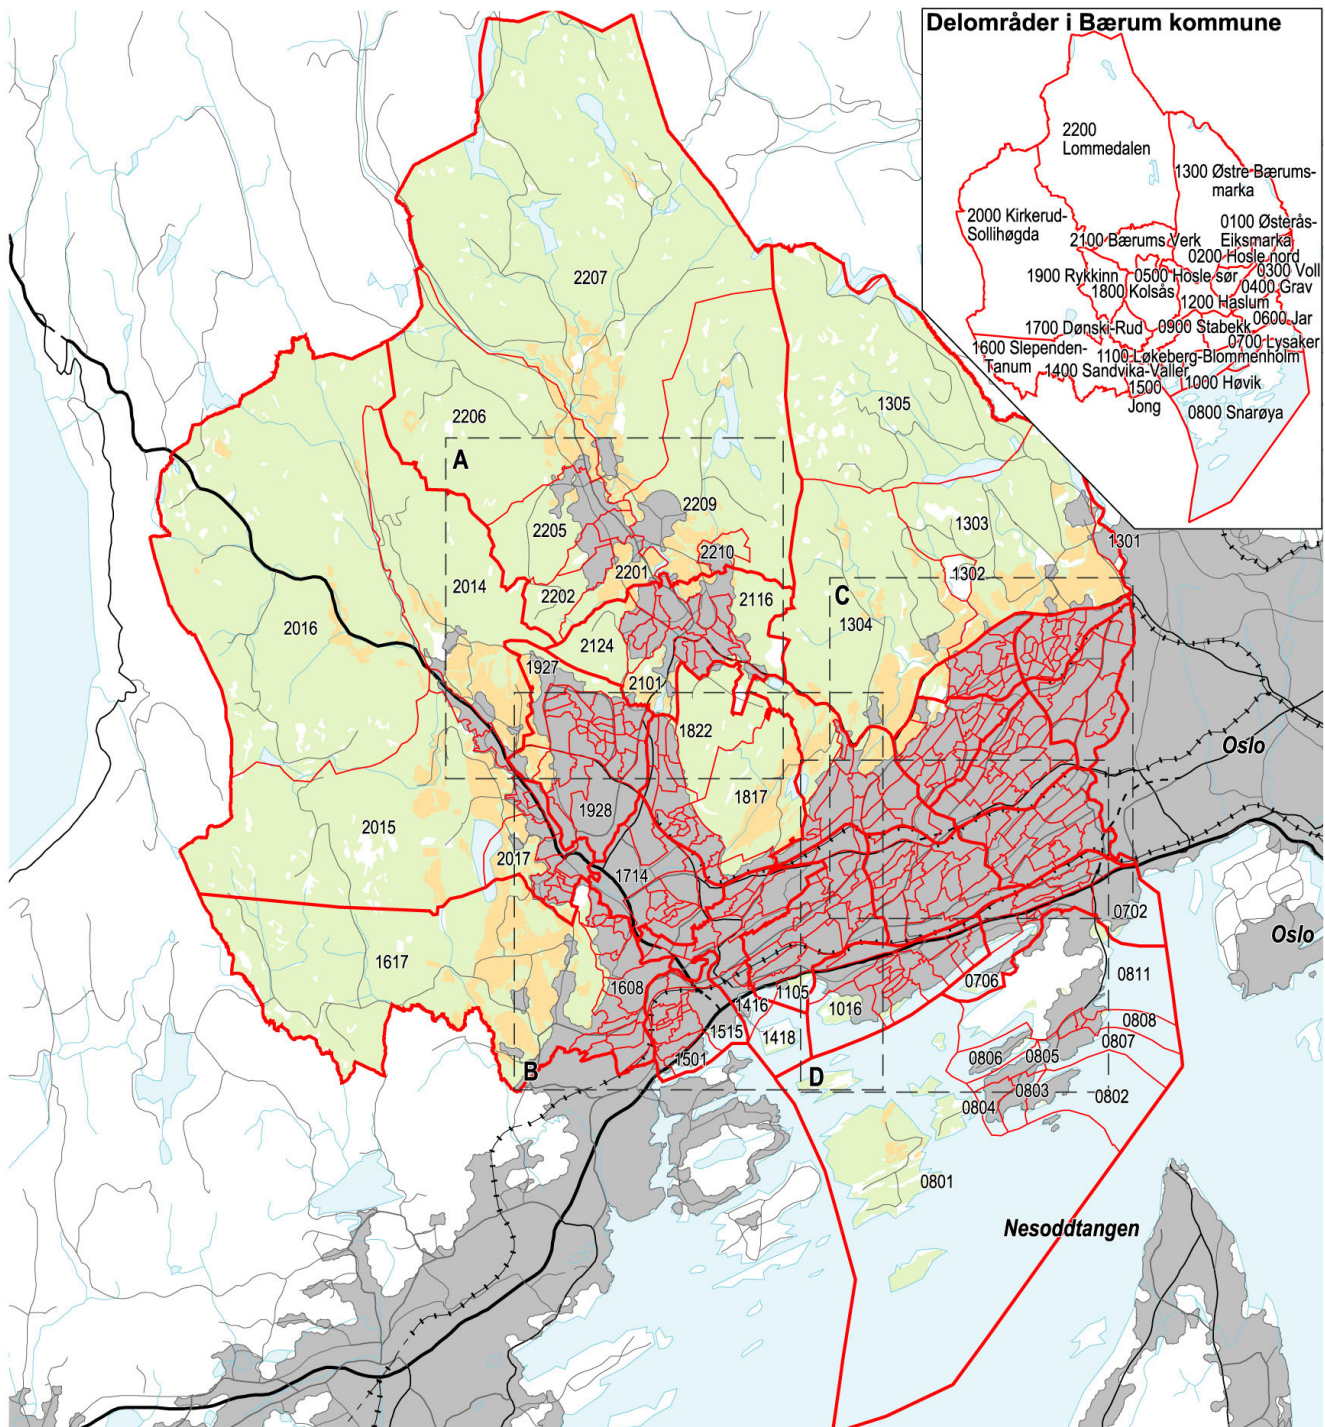 Delområder i Bærum kommune
2200
Lommedalen
1300 Østre Bærums-
marka
2000 Kirkerud-
Sollihøgda
0100 Østerås-
Eiksmarka
2100 Bærums Verk
0200 Hosle nord
0300 Voll
1900 Rykkinn
0500 Hosle sør
0400 Grav
1800 Kolsås
1200 Haslum
0600 Jar
1700 Dønski-Rud
0900 Stabekk
0700 Lysaker
1600 Slependen-
Tanum
1100 Løkeberg-Blommenholm
1400 Sandvika-Valler
1000 Høvik
1500
Jong
0800 Snarøya
2207
1305
2206
A
2209
2205
1303
1301
2210
2201
1302
2014
2202
2116
C
1304
2016
2124
1927
2101
1822
Oslo
1817
1928
2015
2017
1714
0702
Oslo
1617
0811
0706
1608
1105
1016
1416
0808
1515
1418
0807
0806
0805
1501
B
D
0803
0802
0804
0801
Nesoddtangen